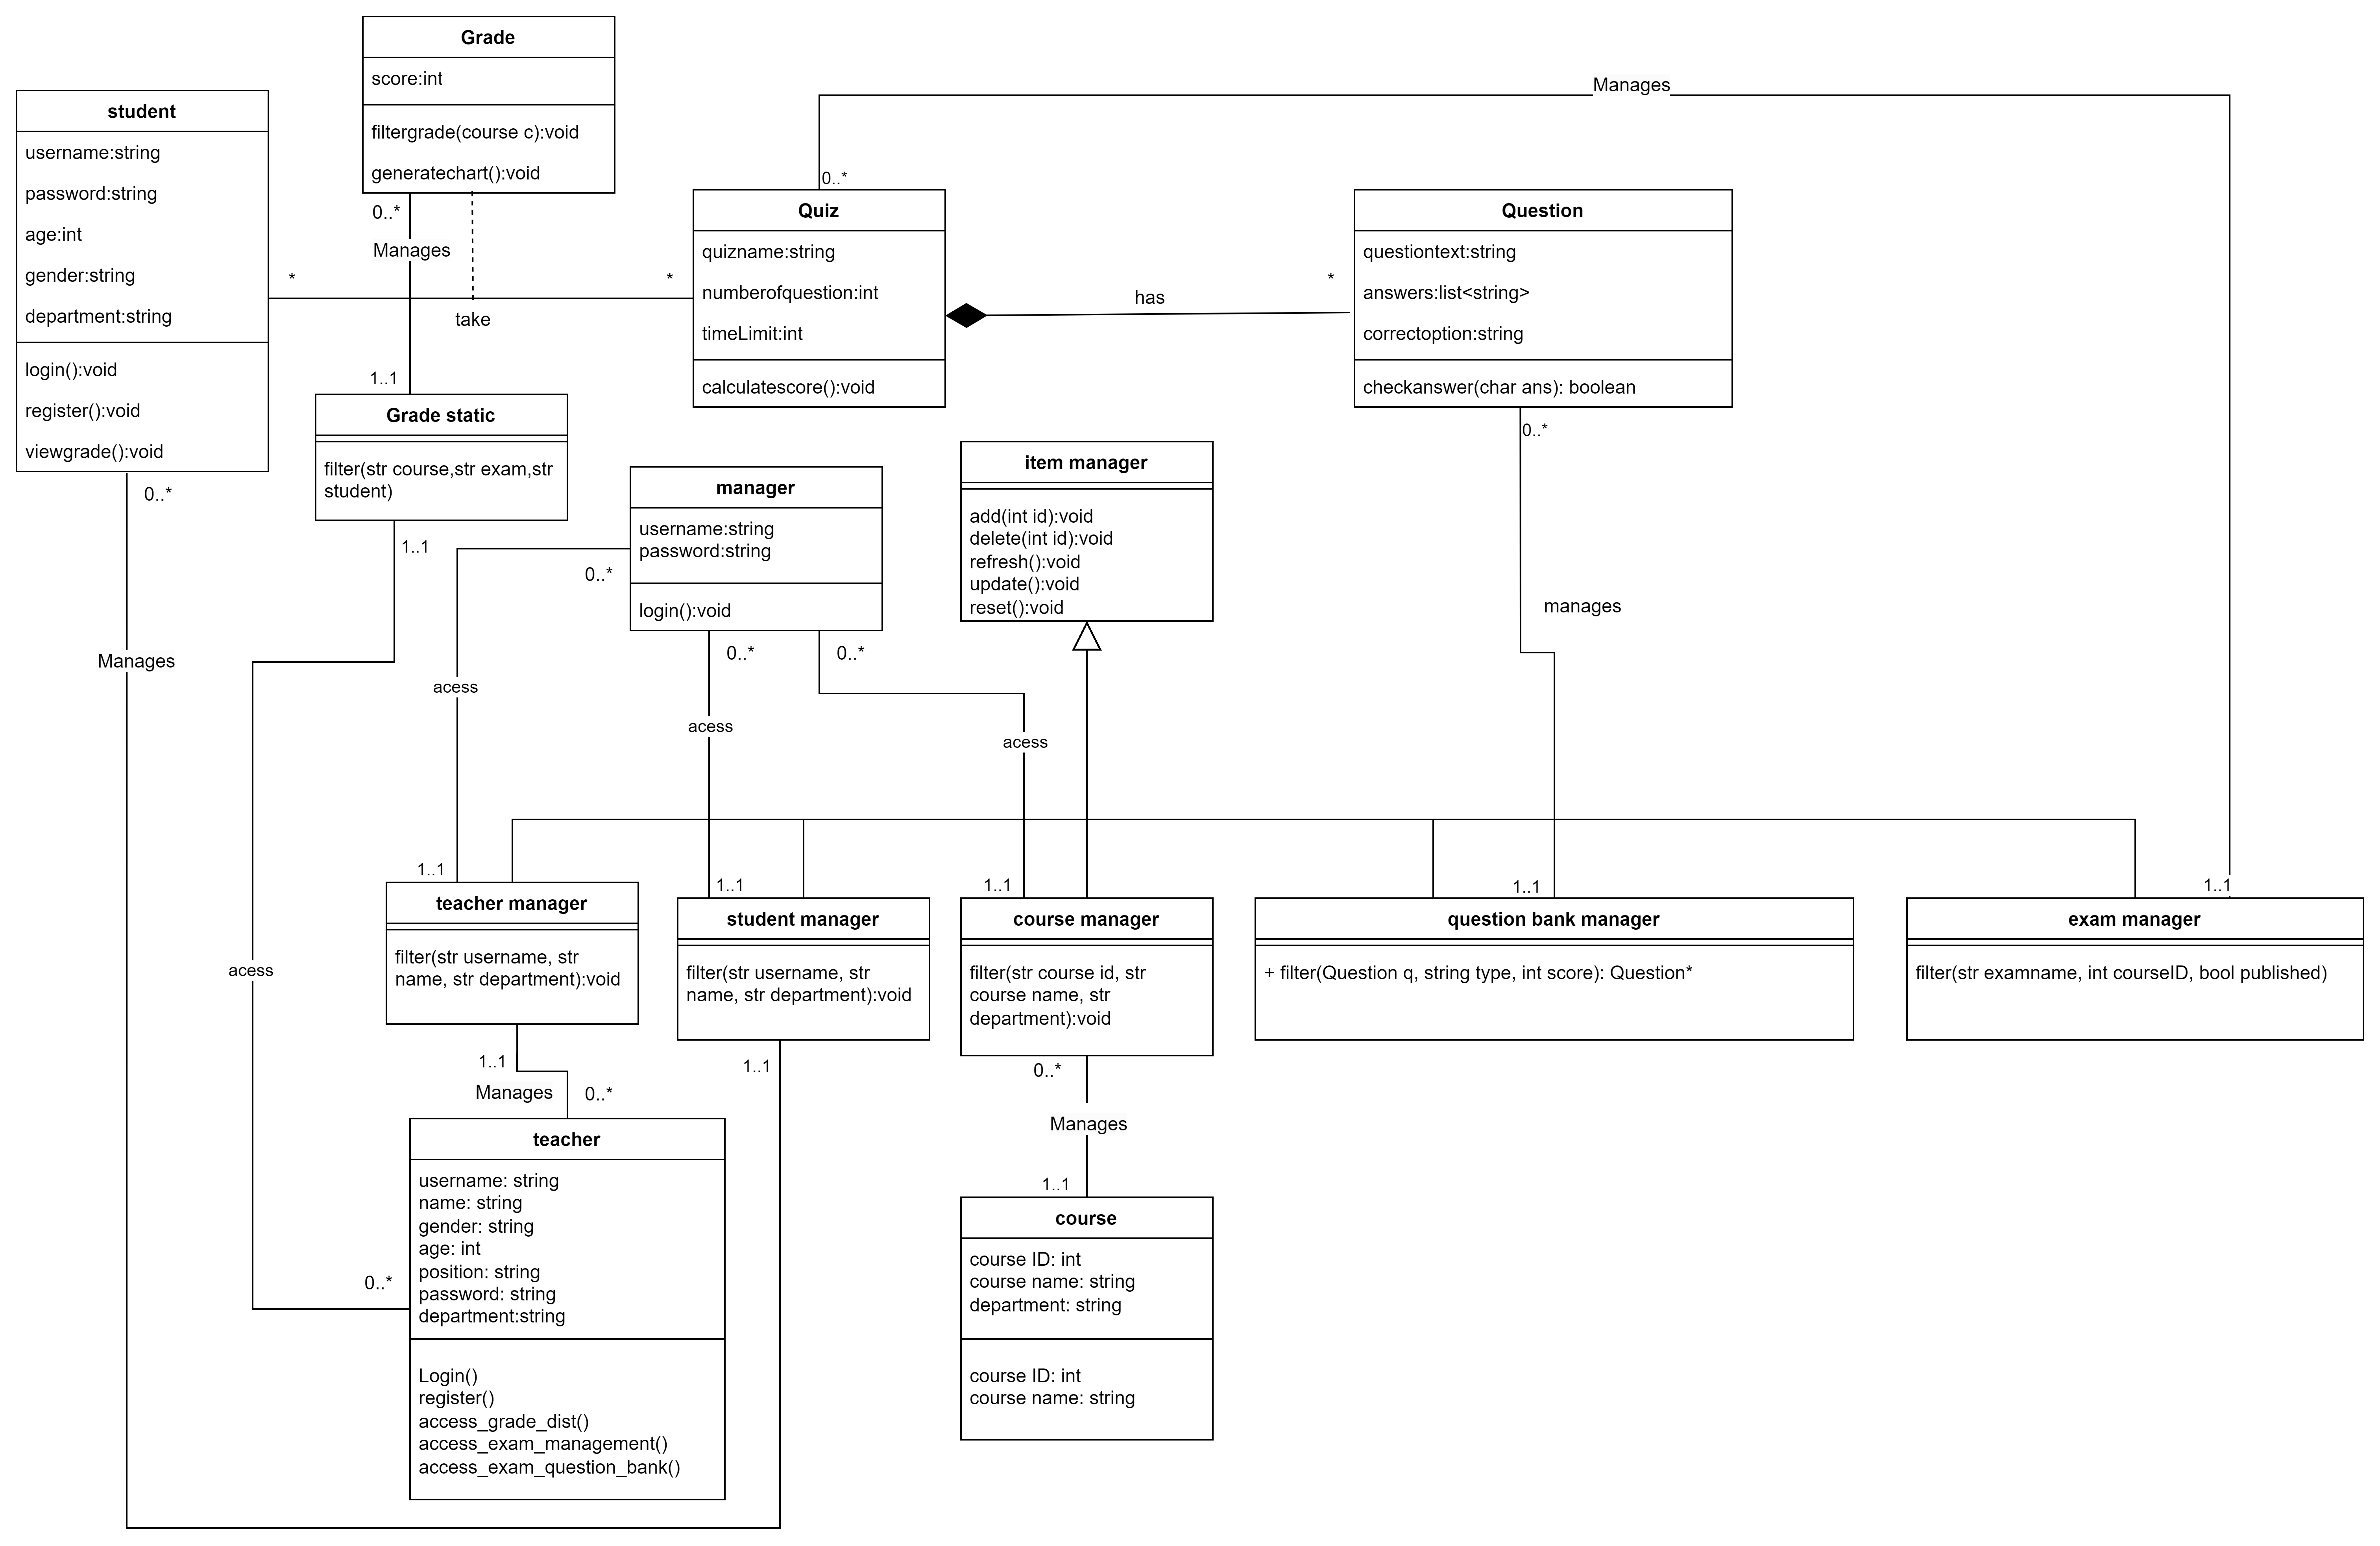 Grade
score:int
filtergrade(course c):void
generatechart():void
student
username:string
password:string
age:int
gender:string
department:string
login():void
register():void
viewgrade():void
0..*
Manages
0..*
Manages
1..1
*
take
*
Manages
0..*
Quiz
quizname:string
numberofquestion:int
timeLimit:int
calculatescore():void
has
*
Question
questiontext:string
answers:list<string>
correctoption:string
checkanswer(char ans): boolean
0..*
manages
1..1
Grade static
filter(str course,str exam,str
student)
1..1
acess
0..*
manager
username:string
password:string
login():void
0..*
acess
1..1
0..*
acess
1..1
0..*
acess
1..1
item manager
add(int id):void
delete(int id):void
refresh():void
update():void
reset():void
teacher manager
filter(str username, str
name, str department):void
1..1
Manages
0..*
student manager
filter(str username, str
name, str department):void
1..1
course manager
filter(str course id, str
course name, str
department):void
0..*
Manages
1..1
question bank manager
+ filter(Question q, string type, int score): Question*
1..1
exam manager
filter(str examname, int courseID, bool published)
teacher
username: string
name: string
gender: string
age: int
position: string
password: string
department:string
Login()
register()
access_grade_dist()
access_exam_management()
access_exam_question_bank()
course
course ID: int
course name: string
department: string
course ID: int
course name: string